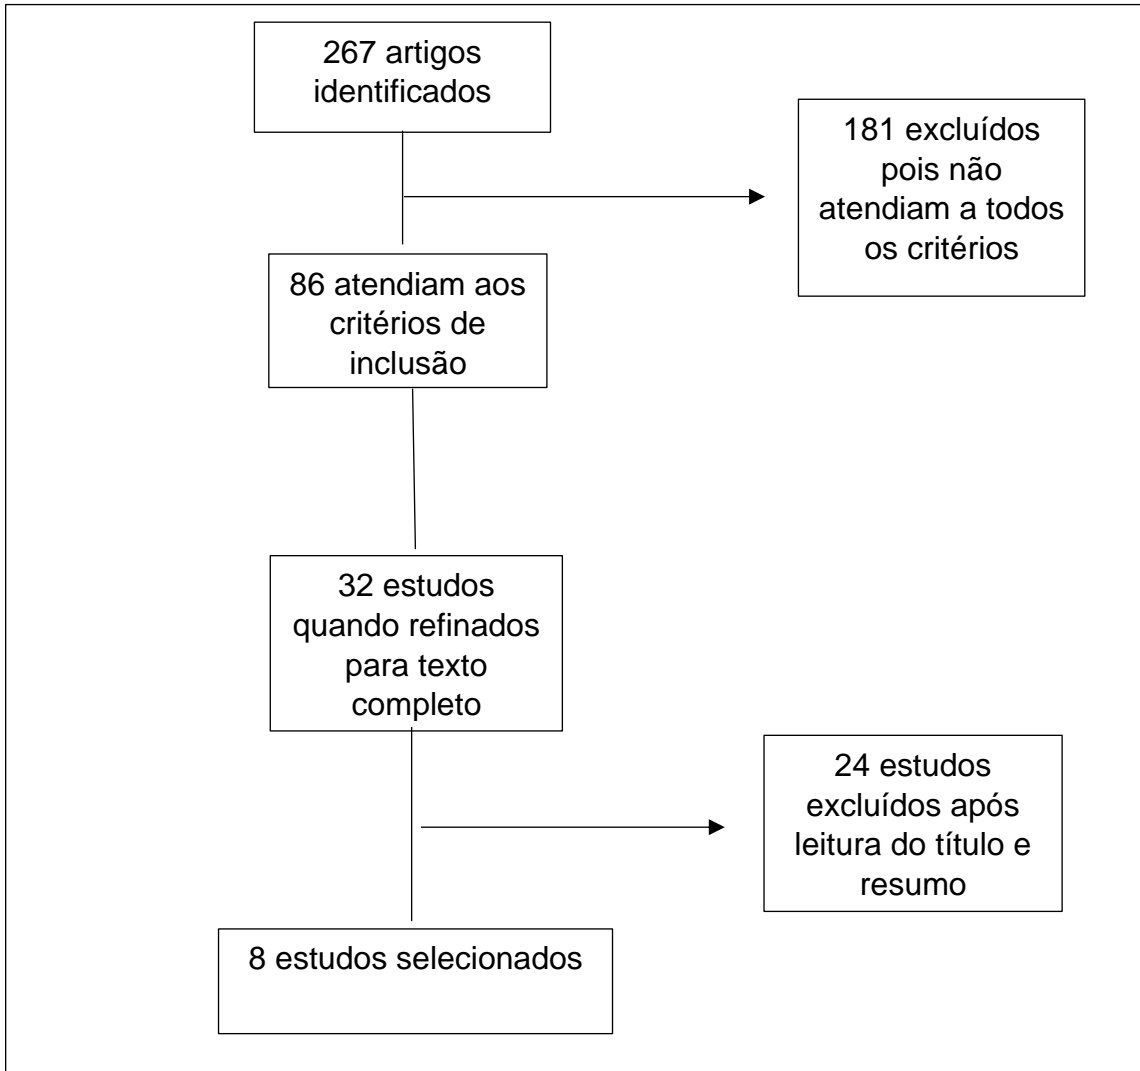 267 artigos
identificados
181 excluídos
pois não
atendiam a todos
os critérios
86 atendiam aos
critérios de
inclusão
32 estudos
quando refinados
para texto
completo
24 estudos
excluídos após
leitura do título e
resumo
8 estudos selecionados